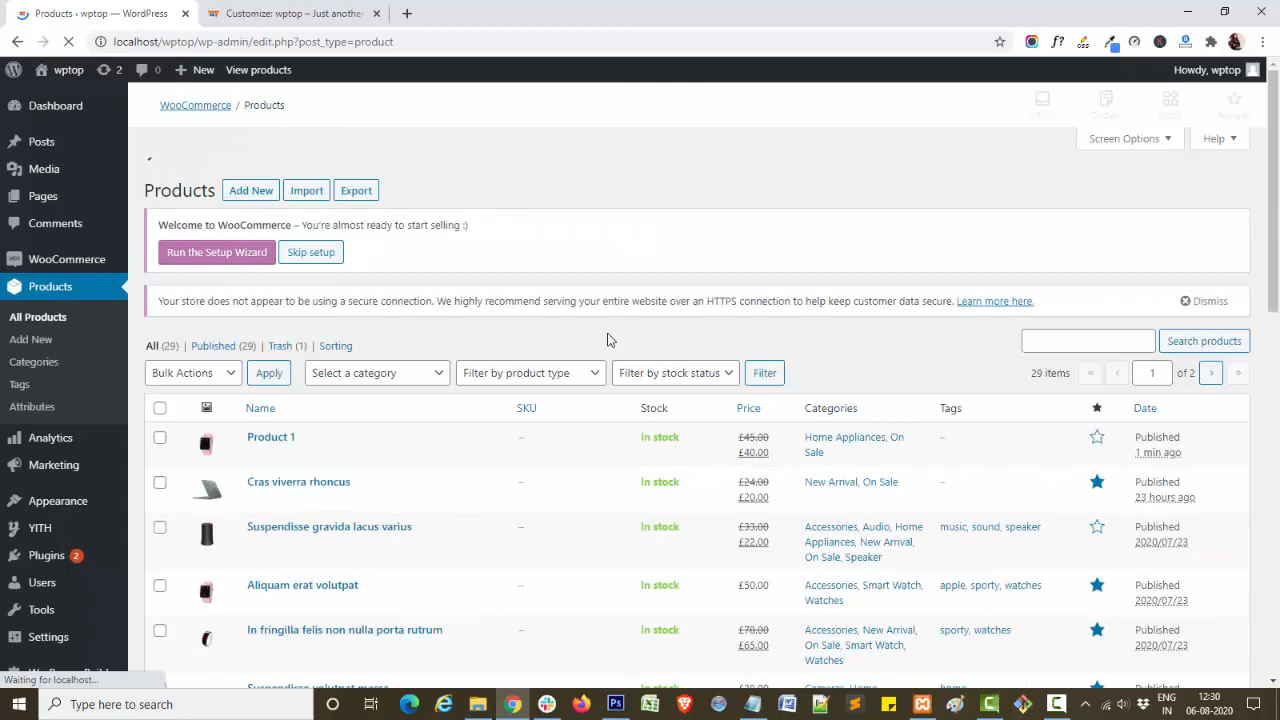 Products ‹ wptop — WordPress
Customize: wptop – Just another
localhost/wptop/wp-admin/edit.php?post_type=product
wptop 2 0 New View products Howdy, wptop
Dashboard
Posts
Media
Pages
Comments
WooCommerce
Products
All Products
Add New
Categories
Tags
Attributes
Analytics
Marketing
Appearance
YITH
Plugins 2
Users
Tools
Settings
Waiting for localhost...
WooCommerce / Products
Screen Options Help
Products Add New Import Export
Welcome to WooCommerce – You're almost ready to start selling :)
Run the Setup Wizard Skip setup
Your store does not appear to be using a secure connection. We highly recommend serving your entire website over an HTTPS connection to help keep customer data secure. Learn more here. Dismiss
All (29) Published (29) Trash (1) Sorting
Search products
Bulk Actions Apply Select a category Filter by product type Filter by stock status Filter 29 items « ‹ 1 of 2 › »
Name SKU Stock Price Categories Tags Date
Product 1 – In stock £45.00 Home Appliances, On – Published
£40.00 Sale 1 min ago
Cras viverra rhoncus – In stock £24.00 New Arrival, On Sale – Published
£20.00 23 hours ago
Suspendisse gravida lacus varius – In stock £33.00 Accessories, Audio, Home music, sound, speaker Published
£22.00 Appliances, New Arrival, 2020/07/23
On Sale, Speaker
Aliquam erat volutpat – In stock £50.00 Accessories, Smart Watch, apple, sporty, watches Published
Watches 2020/07/23
In fringilla felis non nulla porta rutrum – In stock £78.00 Accessories, New Arrival, sporty, watches Published
£65.00 On Sale, Smart Watch, 2020/07/23
Watches
Type here to search
ENG 12:30
IN 06-08-2020